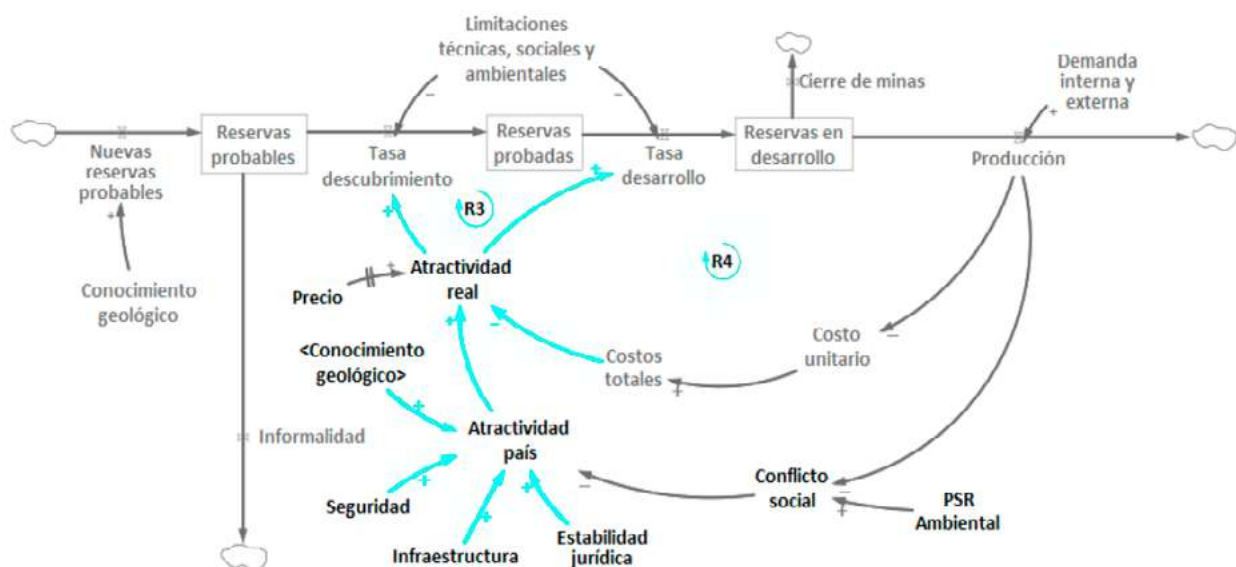 Limitaciones
técnicas, sociales y
ambientales
Cierre de minas
Demanda
interna y
externa
Reservas
probables
Reservas
probadas
Reservas en
desarrollo
Nuevas
reservas
probables
Tasa
descubrimiento
Tasa
desarrollo
Producción
R3
R4
Conocimiento
geológico
Precio
Atractividad
real
<Conocimiento
geológico>
Costos
totales
Costo
unitario
Informalidad
Atractividad
país
Seguridad
Infraestructura
Estabilidad
jurídica
Conflicto
social
PSR
Ambiental